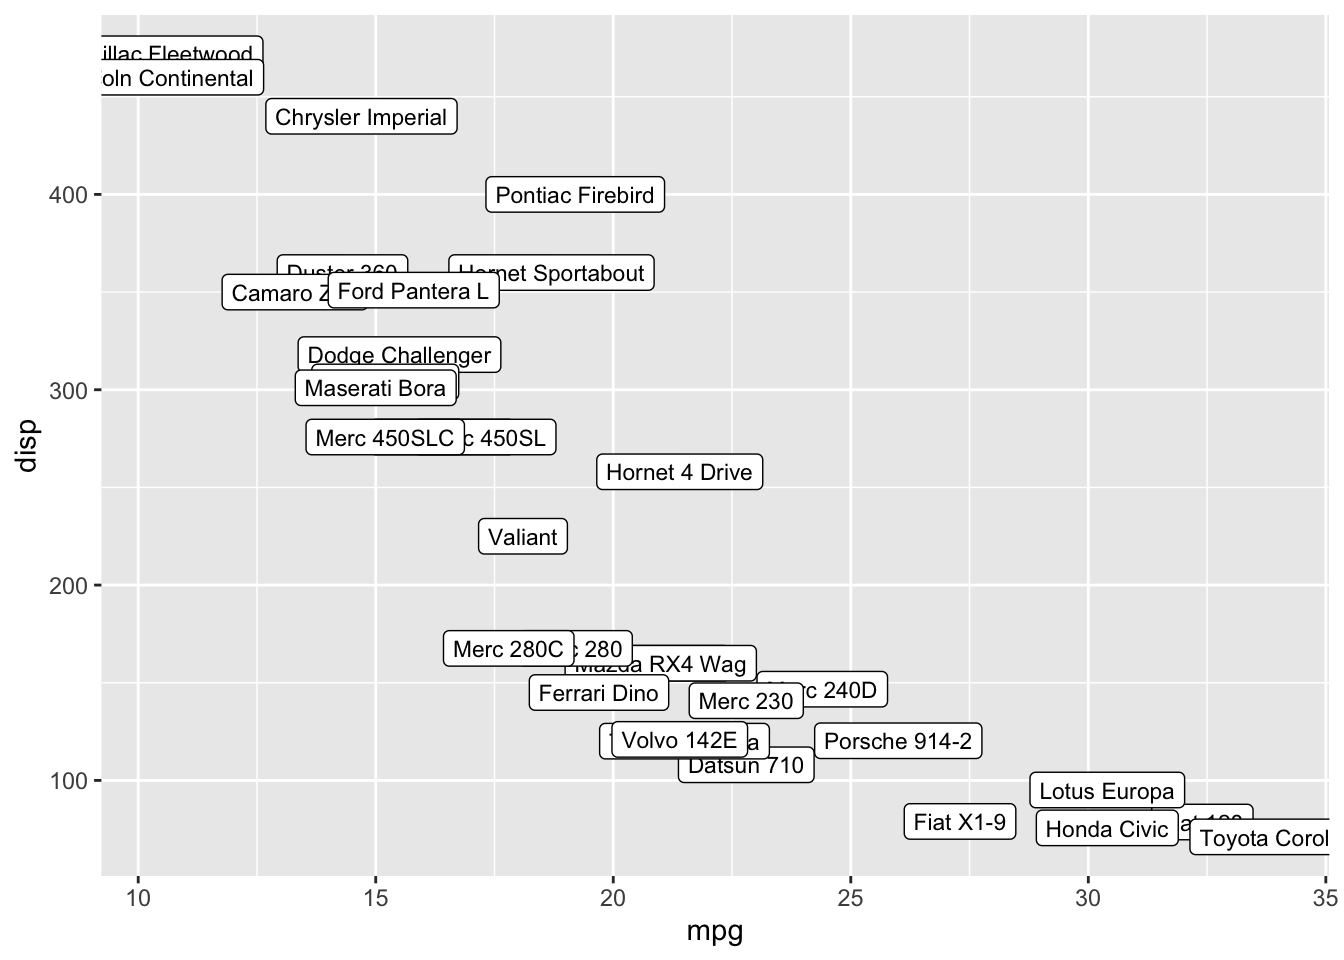 illac Fleetwood
oln Continental
Chrysler Imperial
Pontiac Firebird
400
Duster 360
Hornet Sportabout
Camaro Z
Ford Pantera L
Dodge Challenger
300
Maserati Bora
Merc 450SLC
c 450SL
disp
Hornet 4 Drive
Valiant
200
Merc 280C
c 280
Mazda RX4 Wag
Ferrari Dino
rc 240D
Merc 230
Volvo 142E
a
Porsche 914-2
Datsun 710
100
Lotus Europa
Fiat X1-9
Honda Civic
Toyota Corol
10 15 20 25 30 35
mpg